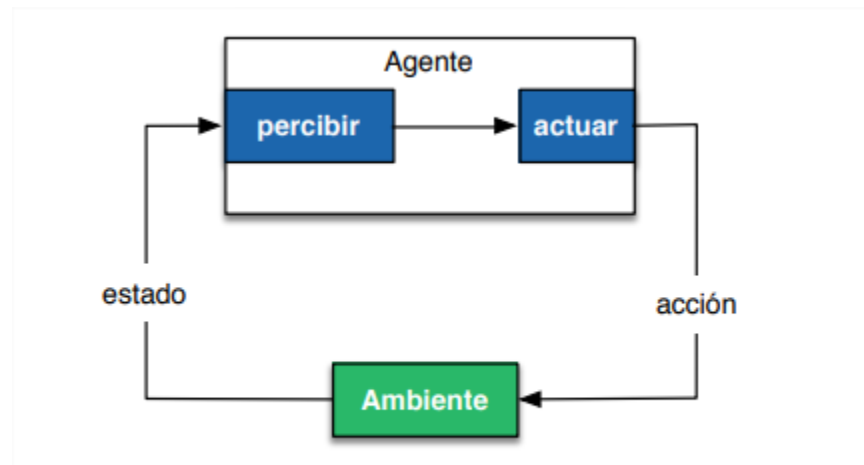 Agente
percibir
actuar
estado
acción
Ambiente